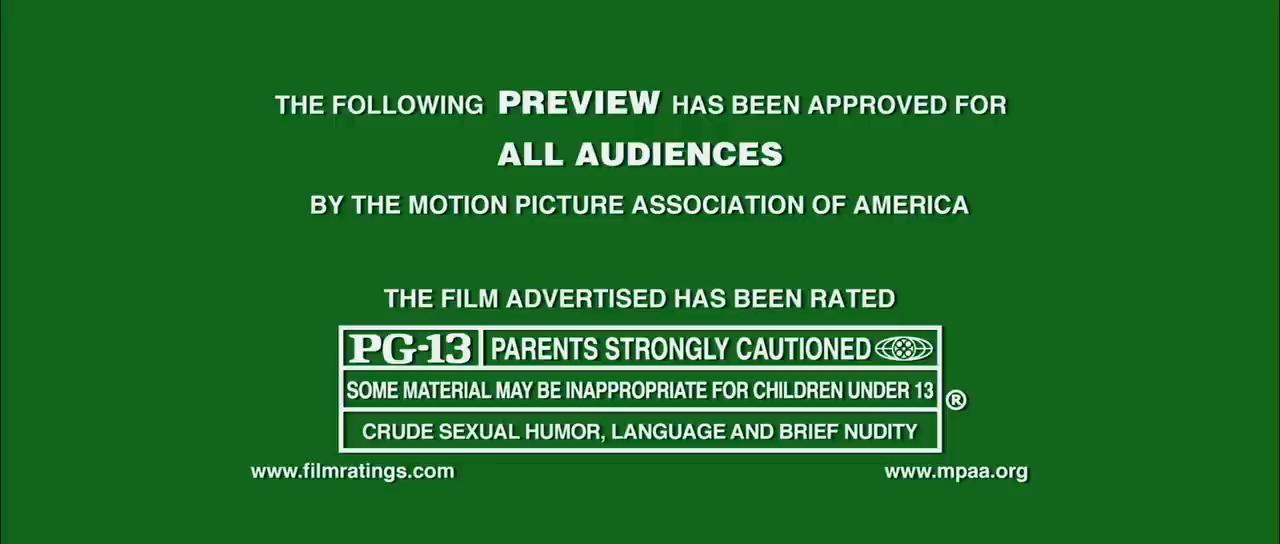 THE FOLLOWING PREVIEW HAS BEEN APPROVED FOR
ALL AUDIENCES
BY THE MOTION PICTURE ASSOCIATION OF AMERICA
THE FILM ADVERTISED HAS BEEN RATED
PG-13 PARENTS STRONGLY CAUTIONED
SOME MATERIAL MAY BE INAPPROPRIATE FOR CHILDREN UNDER 13 ®
CRUDE SEXUAL HUMOR, LANGUAGE AND BRIEF NUDITY
www.filmratings.com www.mpaa.org